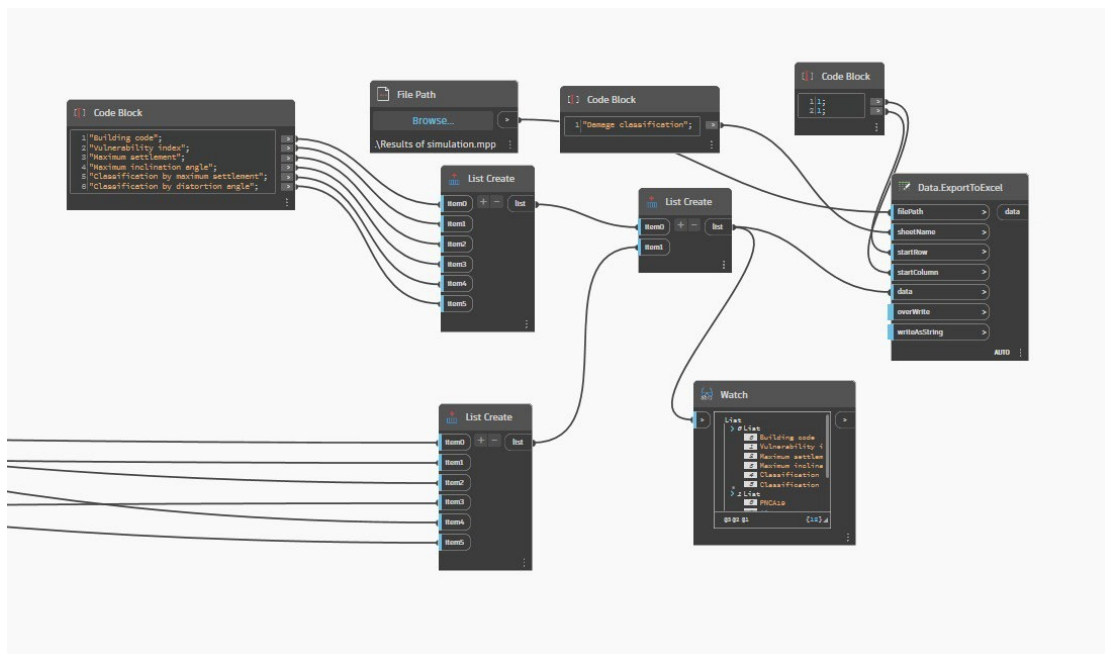 Code Block
1 "Building code";
2 "Vulnerability index";
3 "Maximum settlement";
4 "Maximum inclination angle";
5 "Classification by maximum settlement";
6 "Classification by distortion angle";
File Path
Browse...
>
.\Results of simulation.mpp
Code Block
1 "Damage classification";
Code Block
1 1;
2 1;
List Create
item0 + - list
item1
item2
item3
item4
item5
List Create
item0 + - list
item1
Data.ExportToExcel
filePath > data
sheetName >
startRow >
startColumn >
data >
overWrite >
writeAsString >
AUTO
List Create
item0 + - list
item1
item2
item3
item4
item5
Watch
> >
List
0 List
0 Building code
1 Vulnerability i
2 Maximum settlem
3 Maximum incline
4 Classification
5 Classification
1 List
0 PNCA19
@3 @2 @1 {12}